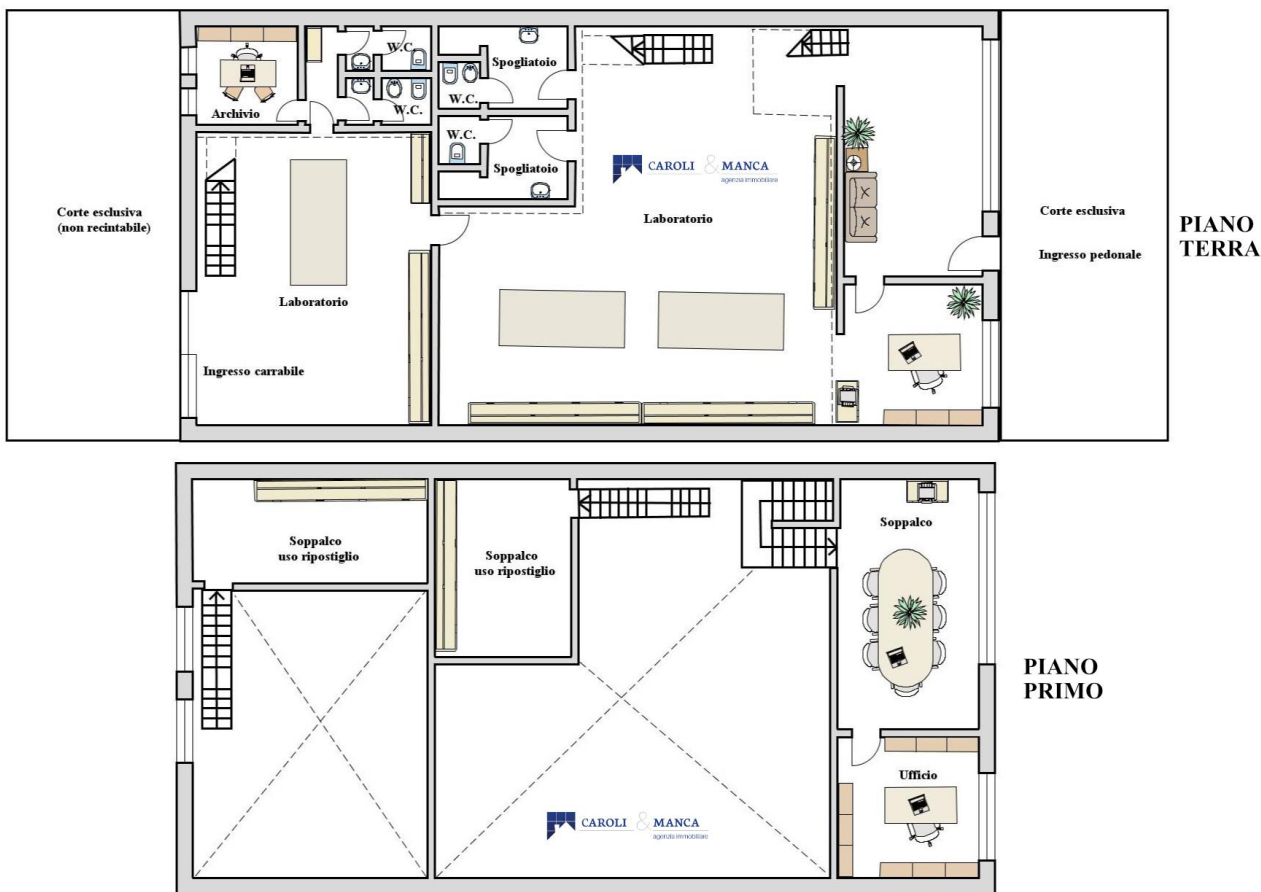 W.C.
Spogliatoio
Archivio
W.C.
W.C.
W.C.
Spogliatoio
CAROLI & MANCA
agenzia immobiliare
Corte esclusiva
(non recintabile)
Laboratorio
Corte esclusiva
Ingresso pedonale
PIANO
TERRA
Laboratorio
Ingresso carrabile
Soppalco
uso ripostiglio
Soppalco
uso ripostiglio
Soppalco
PIANO
PRIMO
Ufficio
CAROLI & MANCA
agenzia immobiliare